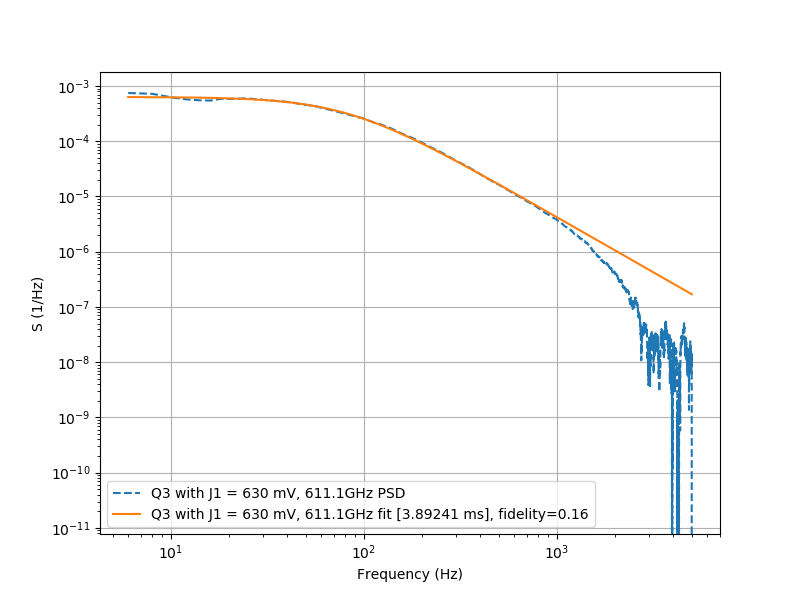 10⁻³
10⁻⁴
10⁻⁵
10⁻⁶
10⁻⁷
10⁻⁸
10⁻⁹
10⁻¹⁰
10⁻¹¹
S (1/Hz)
Q3 with J1 = 630 mV, 611.1GHz PSD
Q3 with J1 = 630 mV, 611.1GHz fit [3.89241 ms], fidelity=0.16
10¹ 10² 10³
Frequency (Hz)